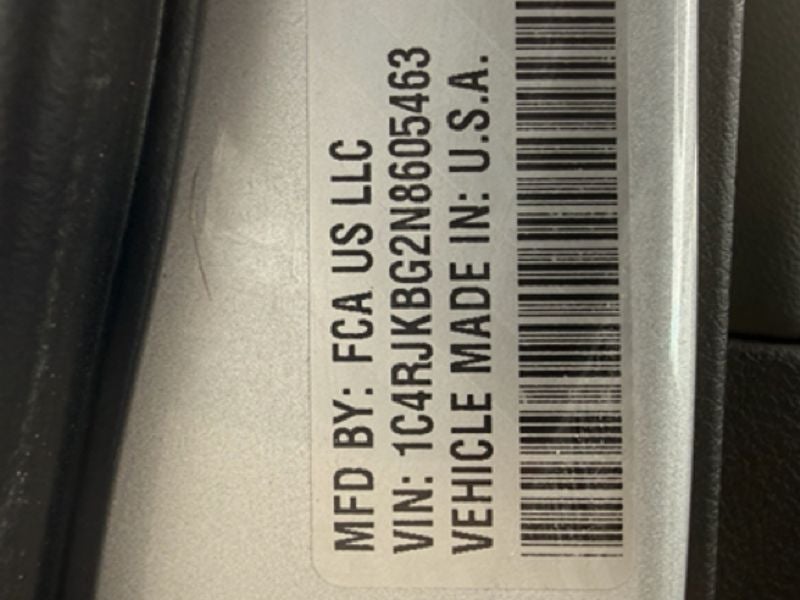 MFD BY: FCA US LLC
VIN: 1C4RJKBG2N8605463
VEHICLE MADE IN: U.S.A.